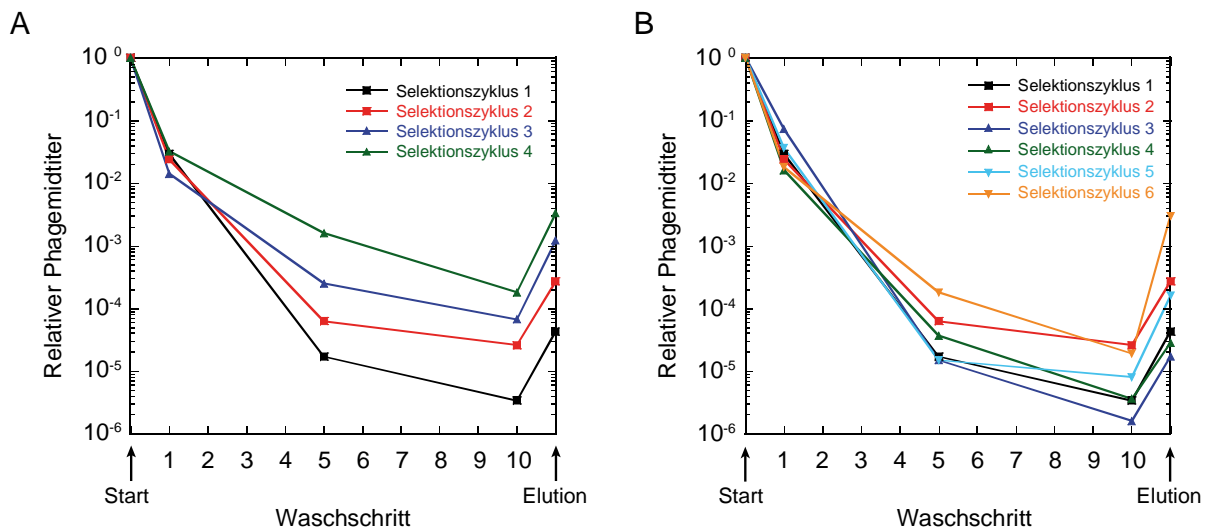 A
Relativer Phagemidtiter
10 0
10-1
10-2
10-3
10-4
10-5
10-6
Selektionszyklus 1
Selektionszyklus 2
Selektionszyklus 3
Selektionszyklus 4
1 2 3 4 5 6 7 8 9 10
Start
Elution
Waschschritt
B
Relativer Phagemidtiter
10 0
10-1
10-2
10-3
10-4
10-5
10-6
Selektionszyklus 1
Selektionszyklus 2
Selektionszyklus 3
Selektionszyklus 4
Selektionszyklus 5
Selektionszyklus 6
1 2 3 4 5 6 7 8 9 10
Start
Elution
Waschschritt